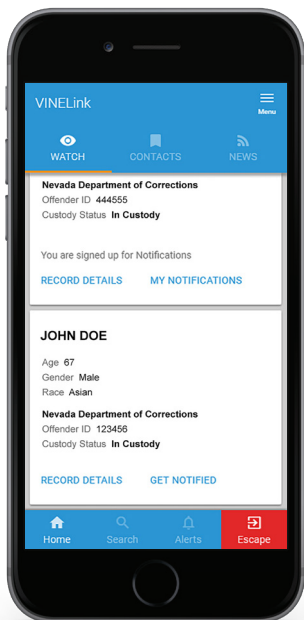 VINELink
Menu
WATCH CONTACTS NEWS
Nevada Department of Corrections
Offender ID 444555
Custody Status In Custody
You are signed up for Notifications
RECORD DETAILS MY NOTIFICATIONS
JOHN DOE
Age 67
Gender Male
Race Asian
Nevada Department of Corrections
Offender ID 123456
Custody Status In Custody
RECORD DETAILS GET NOTIFIED
Home Search Alerts Escape